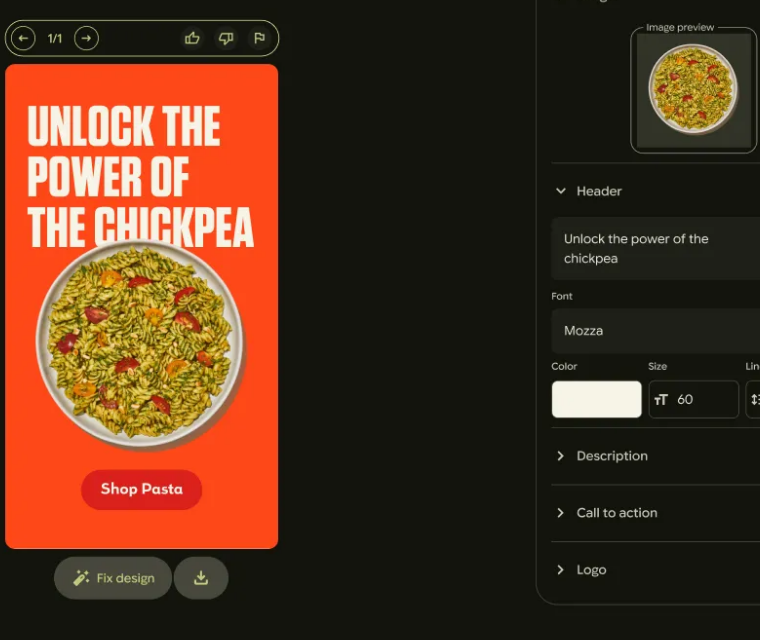 1/1
UNLOCK THE
POWER OF
THE CHICKPEA
Shop Pasta
Fix design
Image preview
Header
Unlock the power of the
chickpea
Font
Mozza
Color Size
60
Description
Call to action
Logo